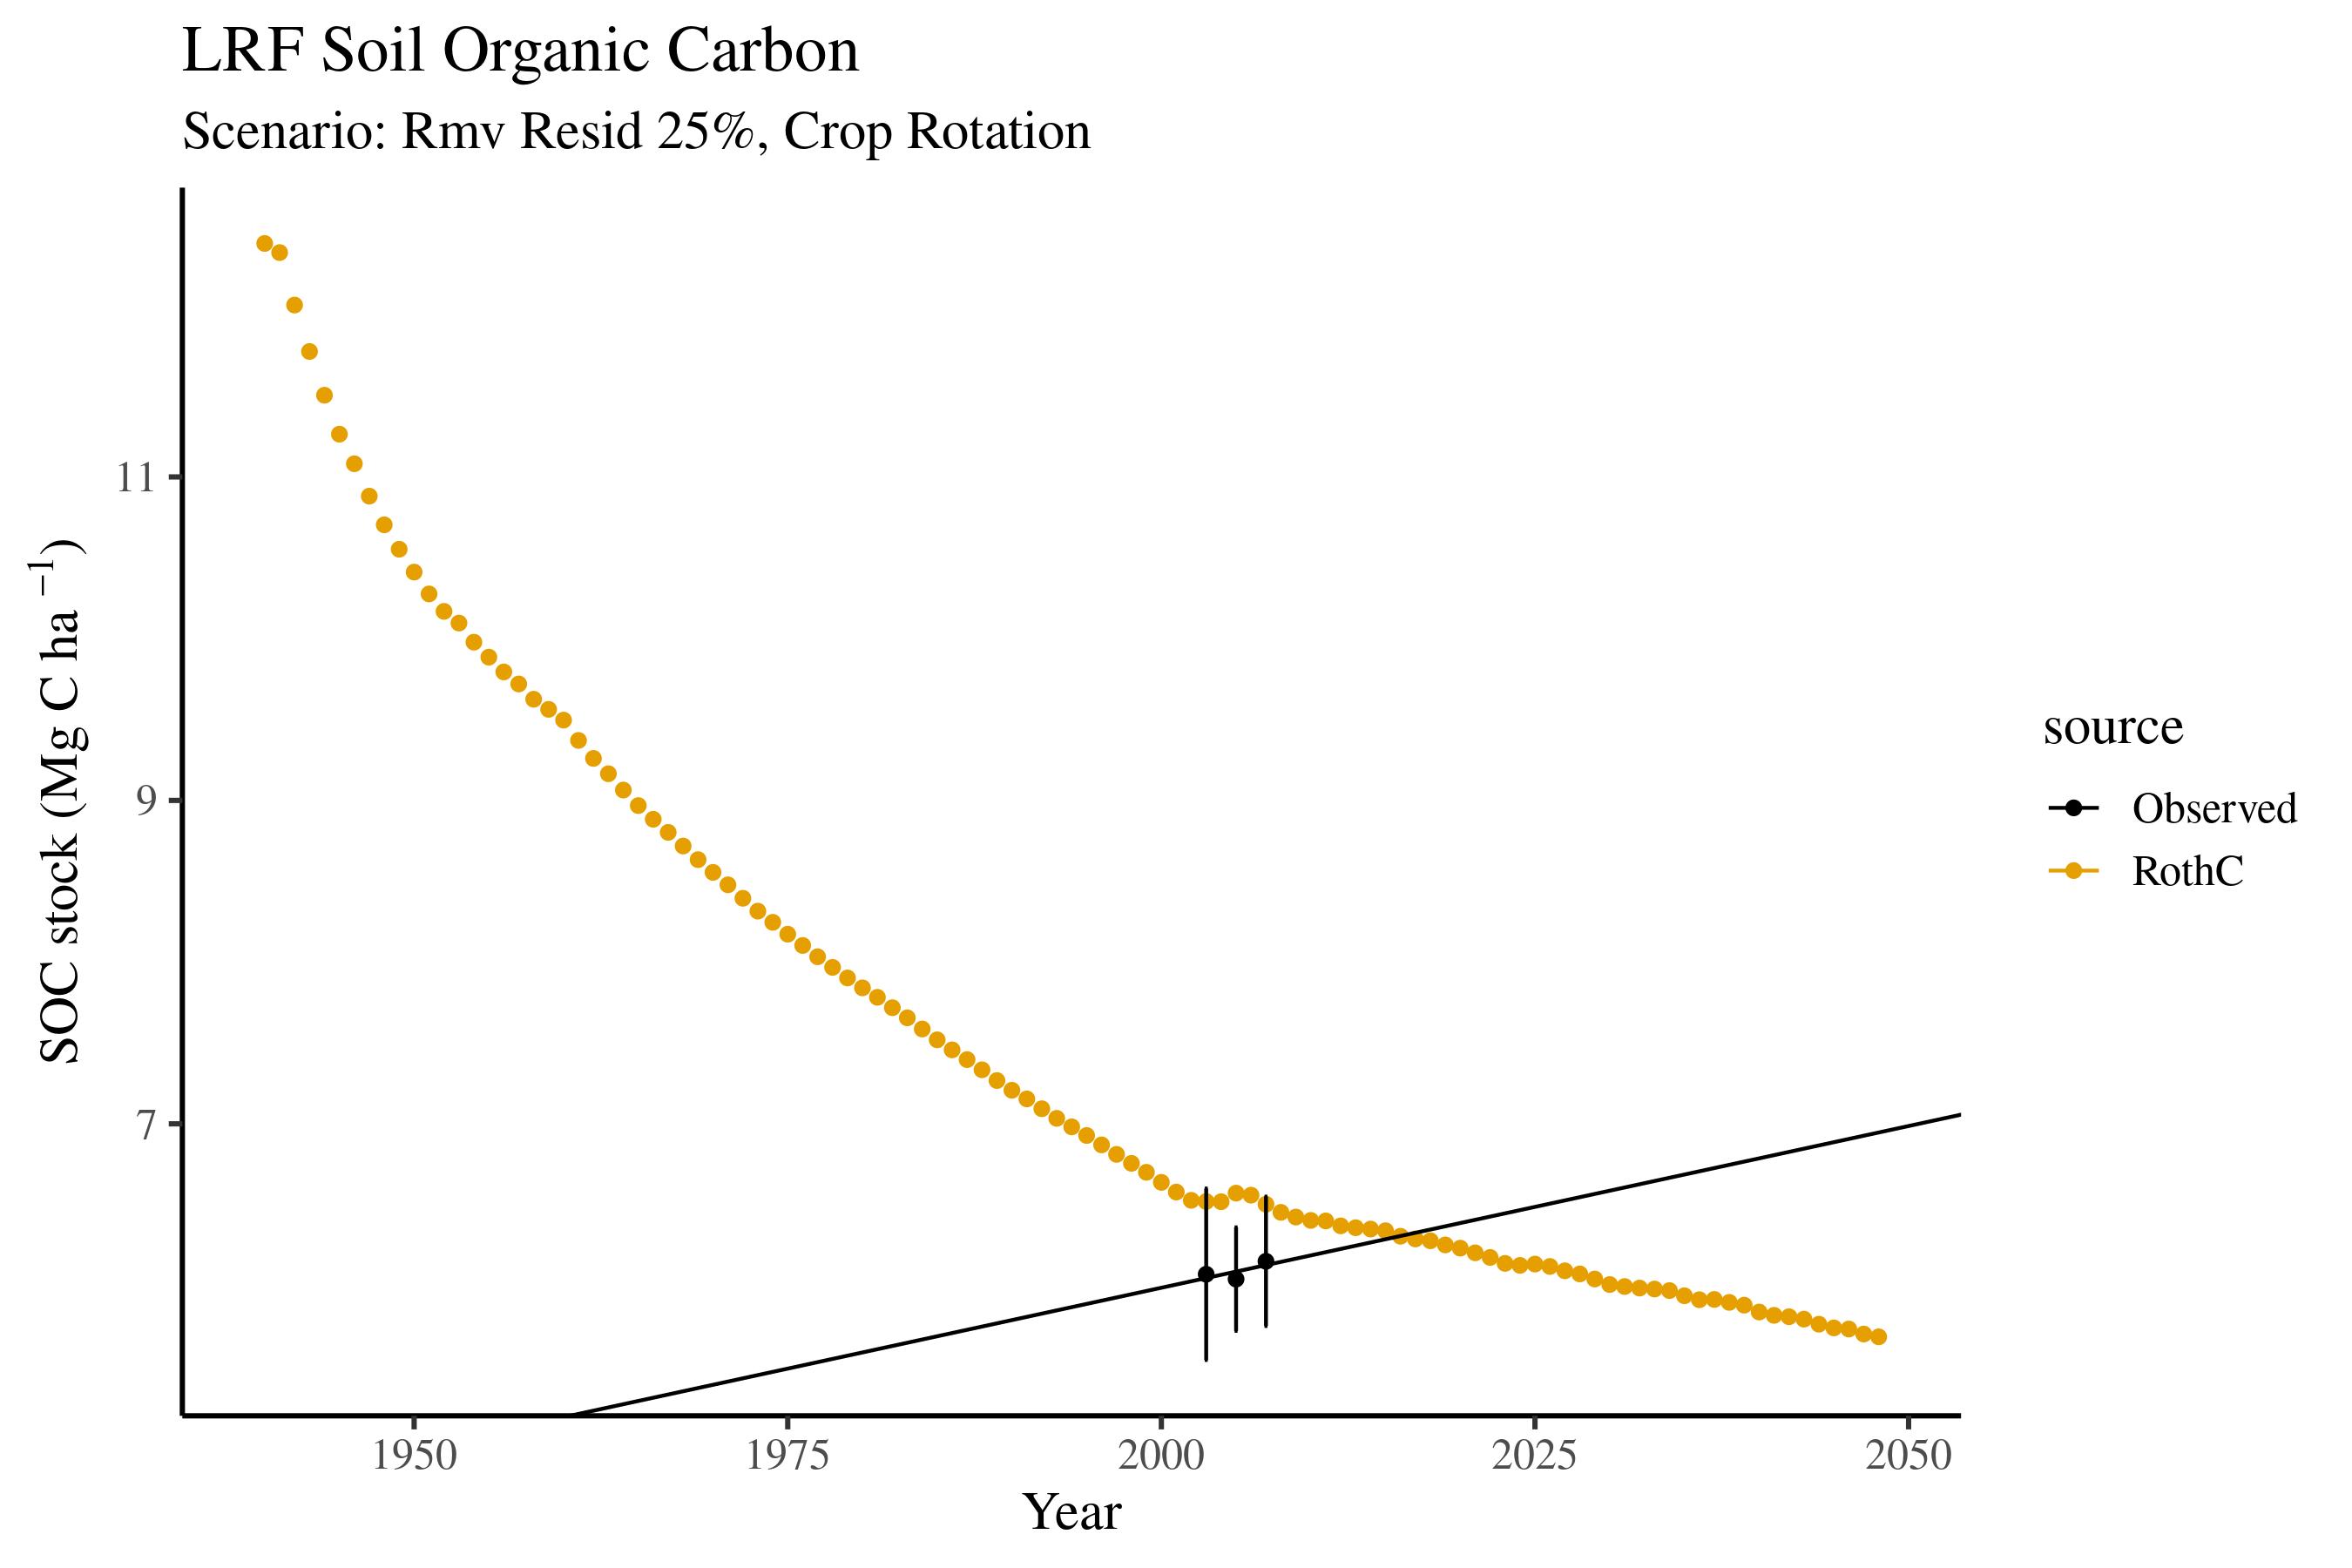 LRF Soil Organic Carbon
Scenario: Rmv Resid 25%, Crop Rotation
SOC stock (Mg C ha⁻¹)
11
9
7
1950 1975 2000 2025 2050
Year
source
Observed
RothC